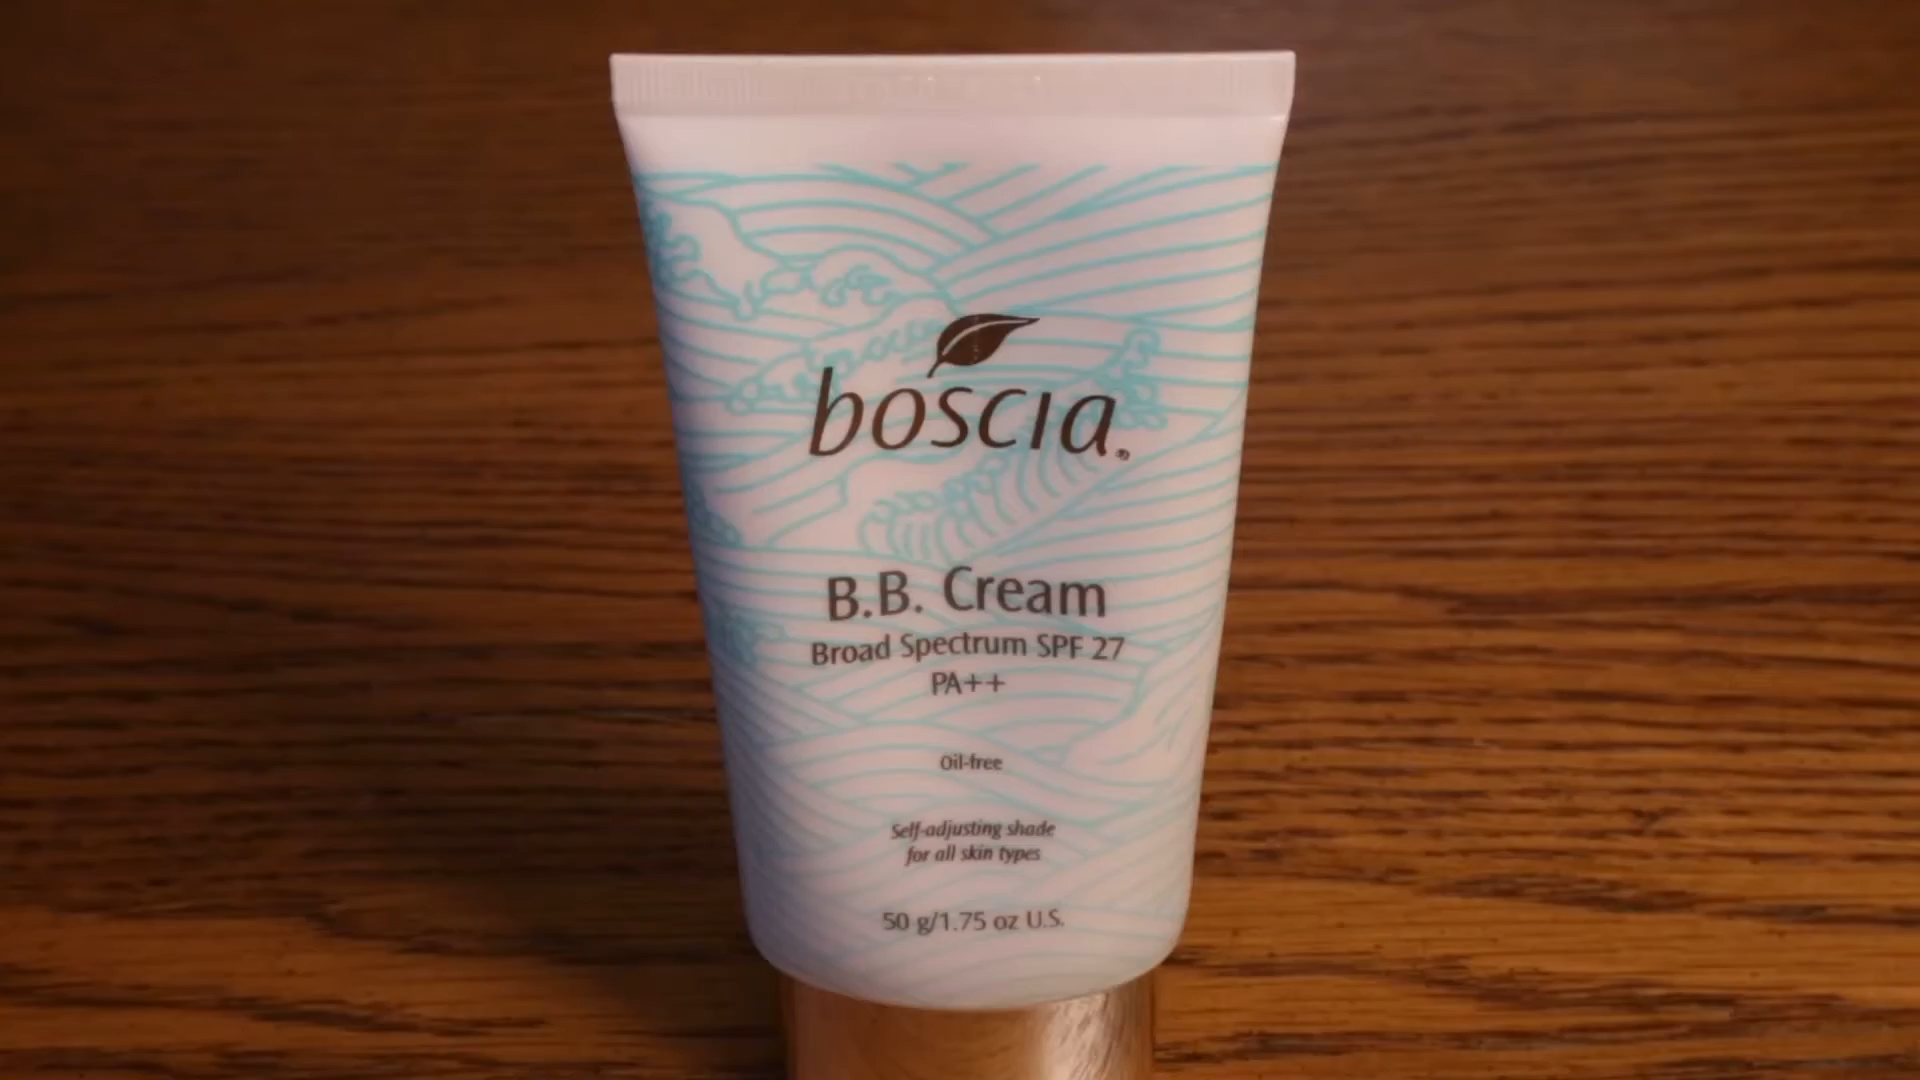 boscia®
B.B. Cream
Broad Spectrum SPF 27
PA++
Oil-free
Self-adjusting shade
for all skin types
50 g/1.75 oz U.S.